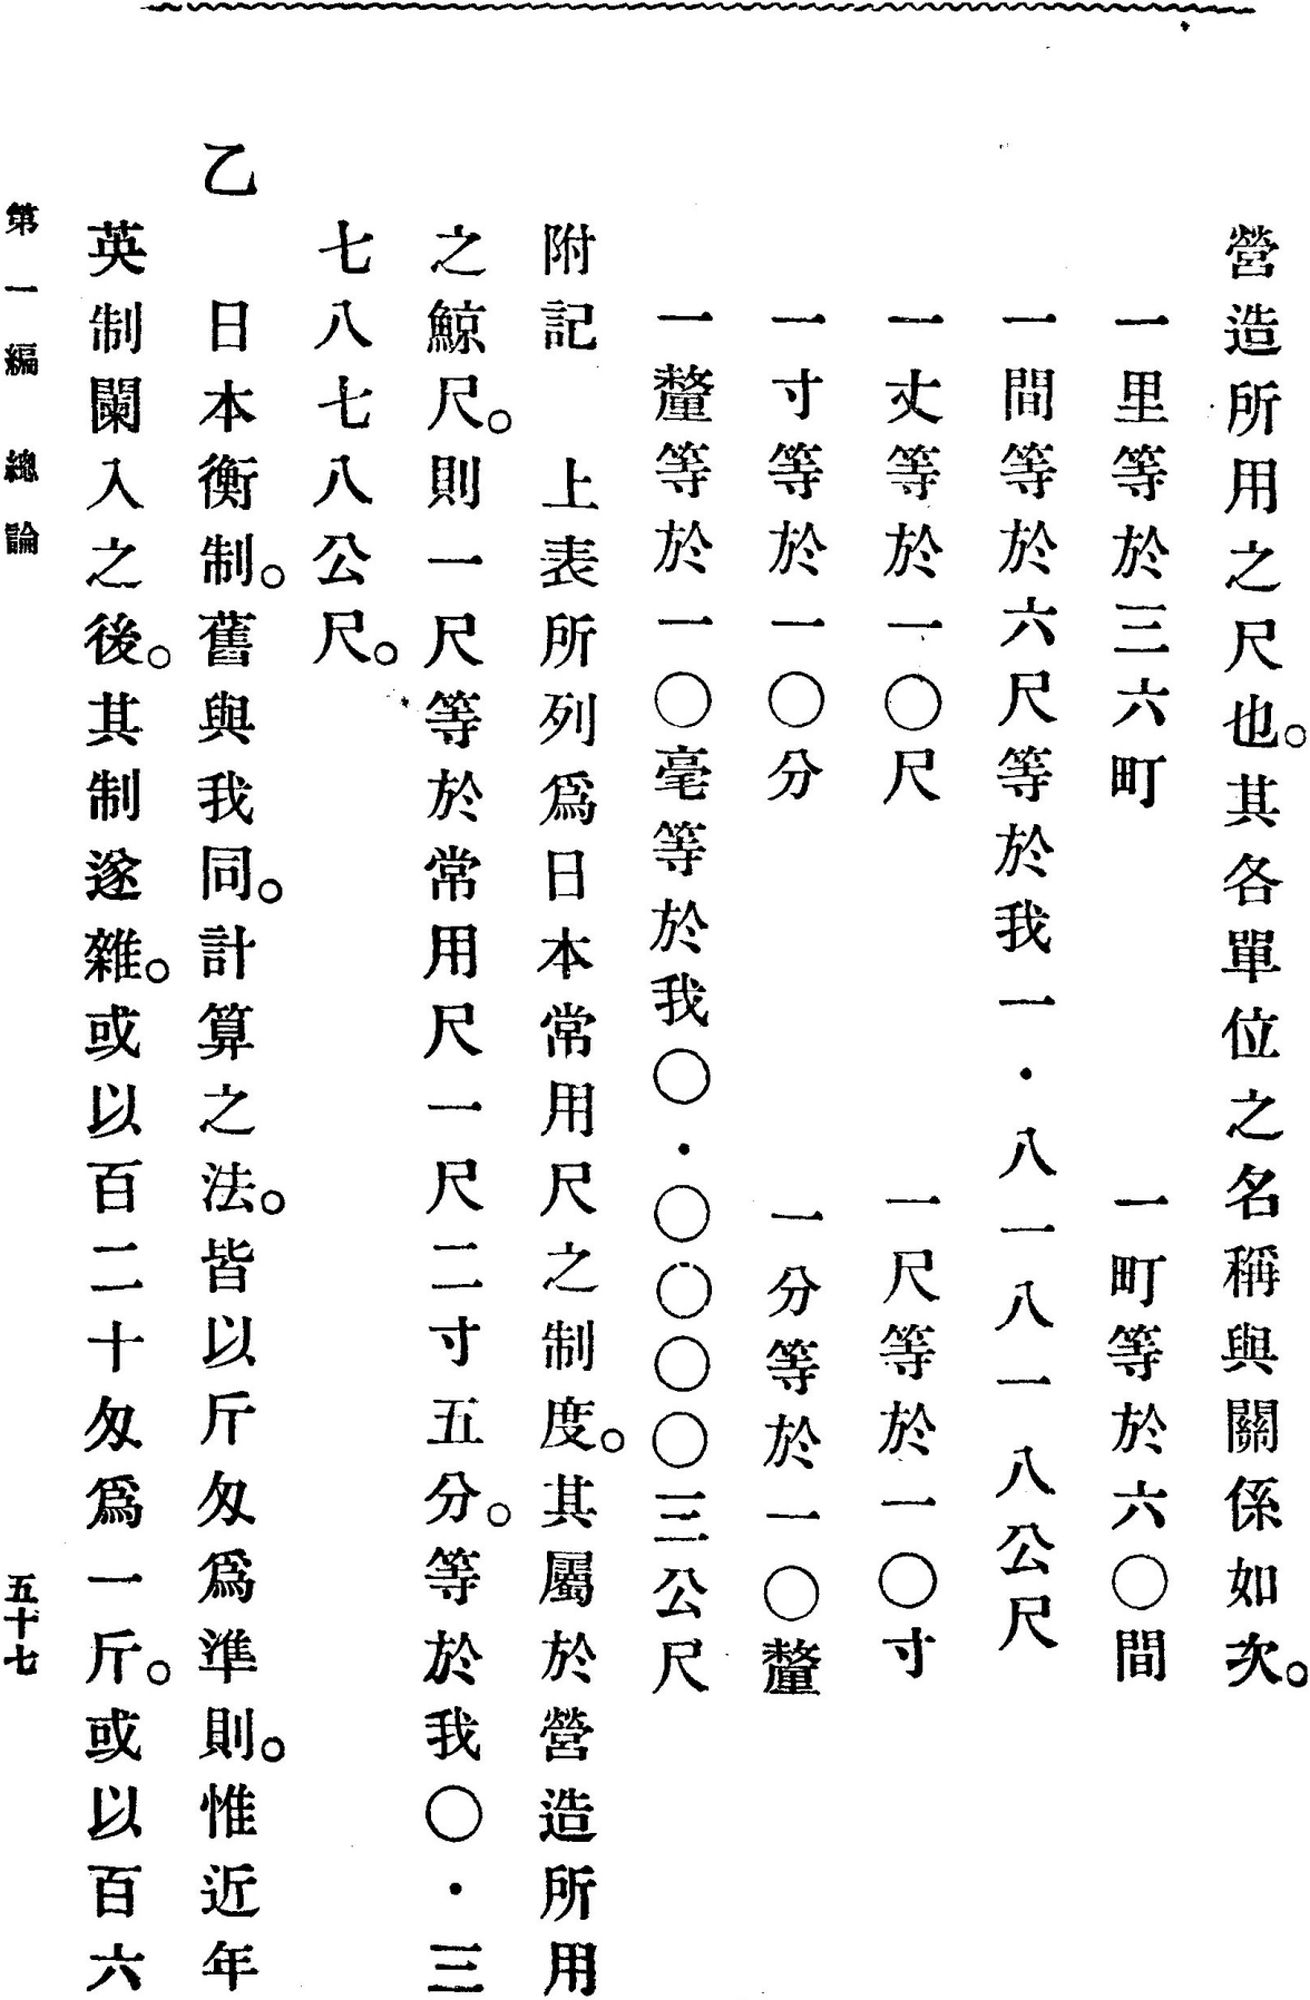 營造所用之尺也。其各單位之名稱與關係如次。
一里等於三六町　一町等於六〇間
一間等於六尺等於我一·八一八一八公尺
一丈等於一〇尺　一尺等於一〇寸
一寸等於一〇分　一分等於一〇釐
一釐等於一〇毫等於我〇·〇〇〇〇三公尺
附記　上表所列爲日本常用尺之制度。其屬於營造所用
之鯨尺。則一尺等於常用尺一尺二寸五分。等於我〇·三
七八七八公尺。
乙　日本衡制。舊與我同。計算之法。皆以斤匁爲準則。惟近年
英制闌入之後。其制遂雜。或以百二十匁爲一斤。或以百六
第一編　總論　五十七